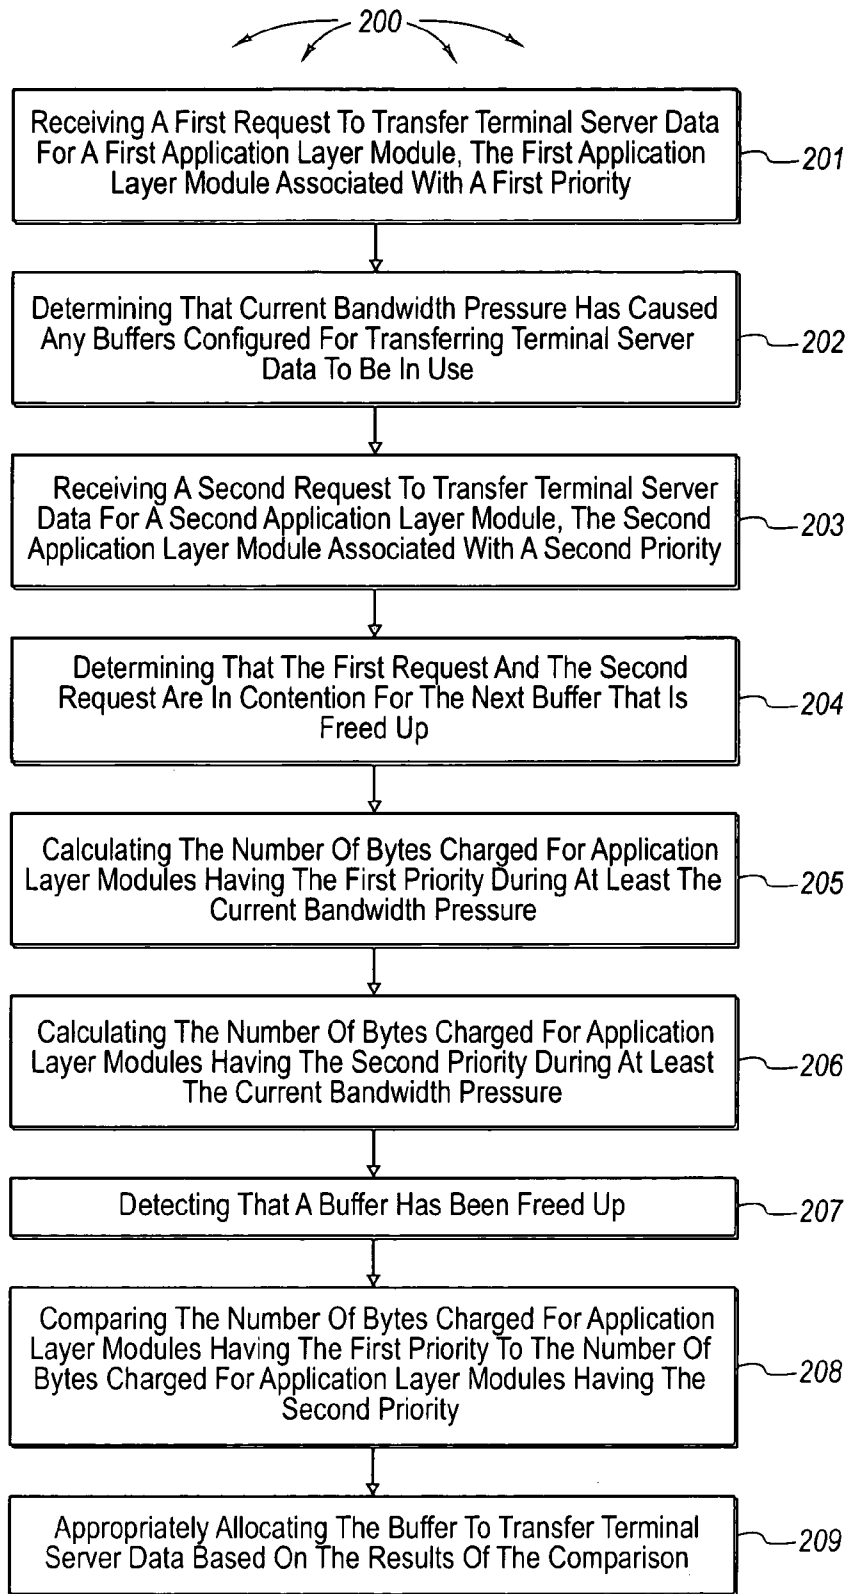 200
Receiving A First Request To Transfer Terminal Server Data
For A First Application Layer Module, The First Application
Layer Module Associated With A First Priority
201
Determining That Current Bandwidth Pressure Has Caused
Any Buffers Configured For Transferring Terminal Server
Data To Be In Use
202
Receiving A Second Request To Transfer Terminal Server
Data For A Second Application Layer Module, The Second
Application Layer Module Associated With A Second Priority
203
Determining That The First Request And The Second
Request Are In Contention For The Next Buffer That Is
Freed Up
204
Calculating The Number Of Bytes Charged For Application
Layer Modules Having The First Priority During At Least The
Current Bandwidth Pressure
205
Calculating The Number Of Bytes Charged For Application
Layer Modules Having The Second Priority During At Least
The Current Bandwidth Pressure
206
Detecting That A Buffer Has Been Freed Up
207
Comparing The Number Of Bytes Charged For Application
Layer Modules Having The First Priority To The Number Of
Bytes Charged For Application Layer Modules Having The
Second Priority
208
Appropriately Allocating The Buffer To Transfer Terminal
Server Data Based On The Results Of The Comparison
209